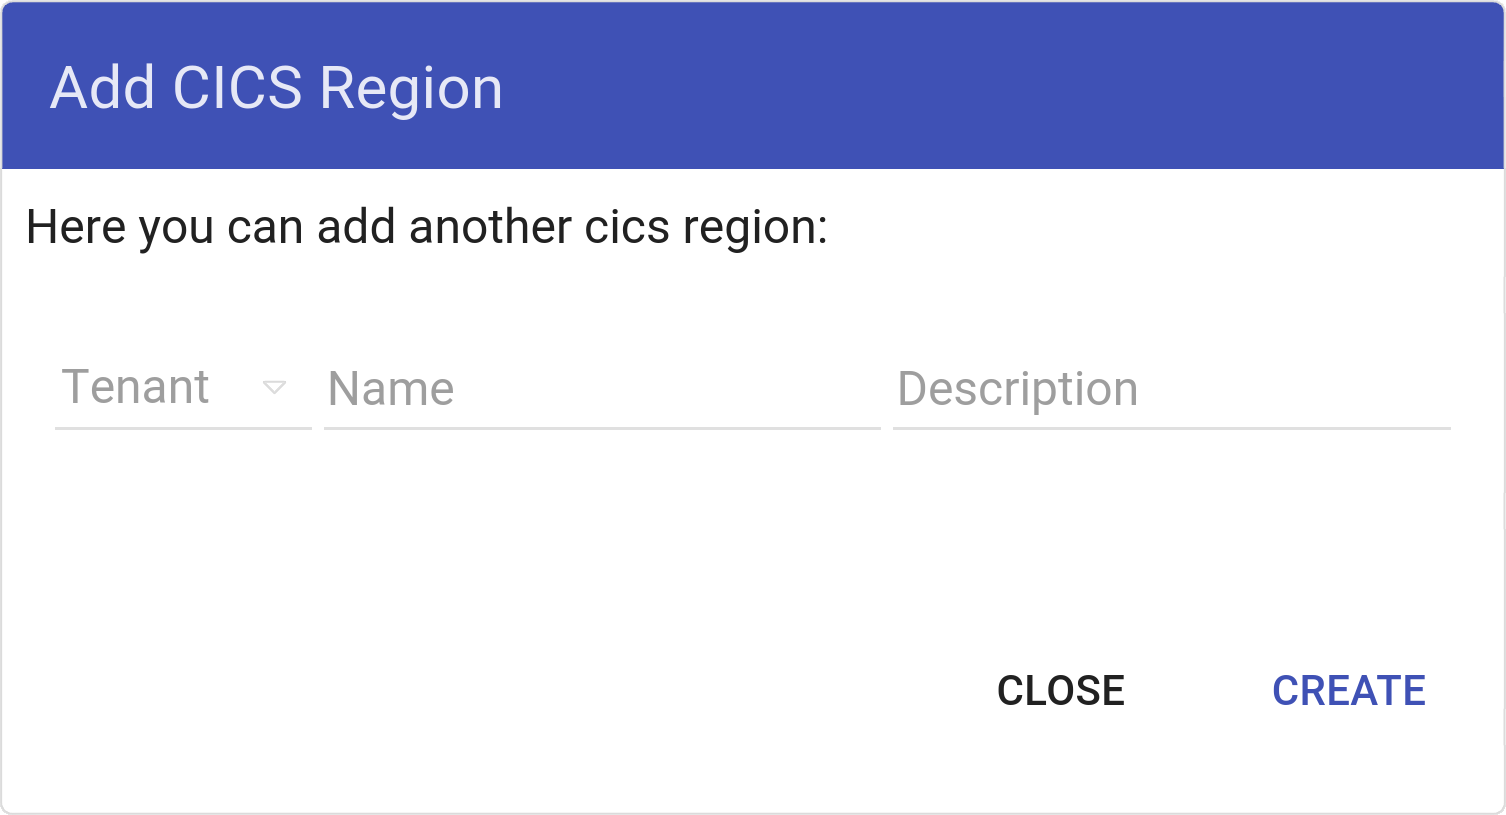 Add CICS Region
Here you can add another cics region:
Tenant Name Description
CLOSE CREATE